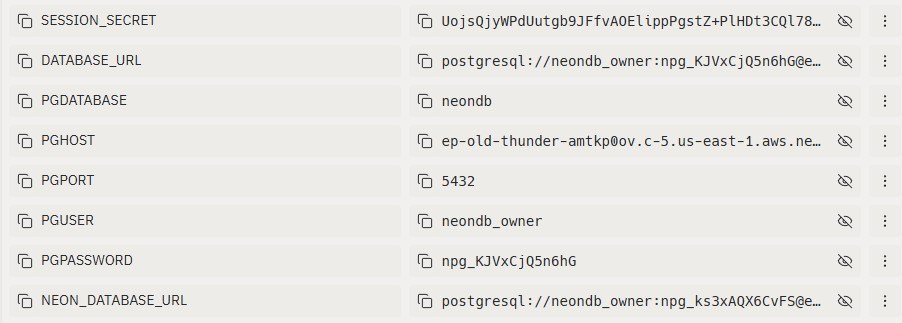 SESSION_SECRET UojsQjyWPdUutgb9JFfvAOElippPgstZ+PlHDt3CQl78…
DATABASE_URL postgresql://neondb_owner:npg_KJVxCjQ5n6hG@e…
PGDATABASE neondb
PGHOST ep-old-thunder-amtkp0ov.c-5.us-east-1.aws.ne…
PGPORT 5432
PGUSER neondb_owner
PGPASSWORD npg_KJVxCjQ5n6hG
NEON_DATABASE_URL postgresql://neondb_owner:npg_ks3xAQX6CvFS@e…